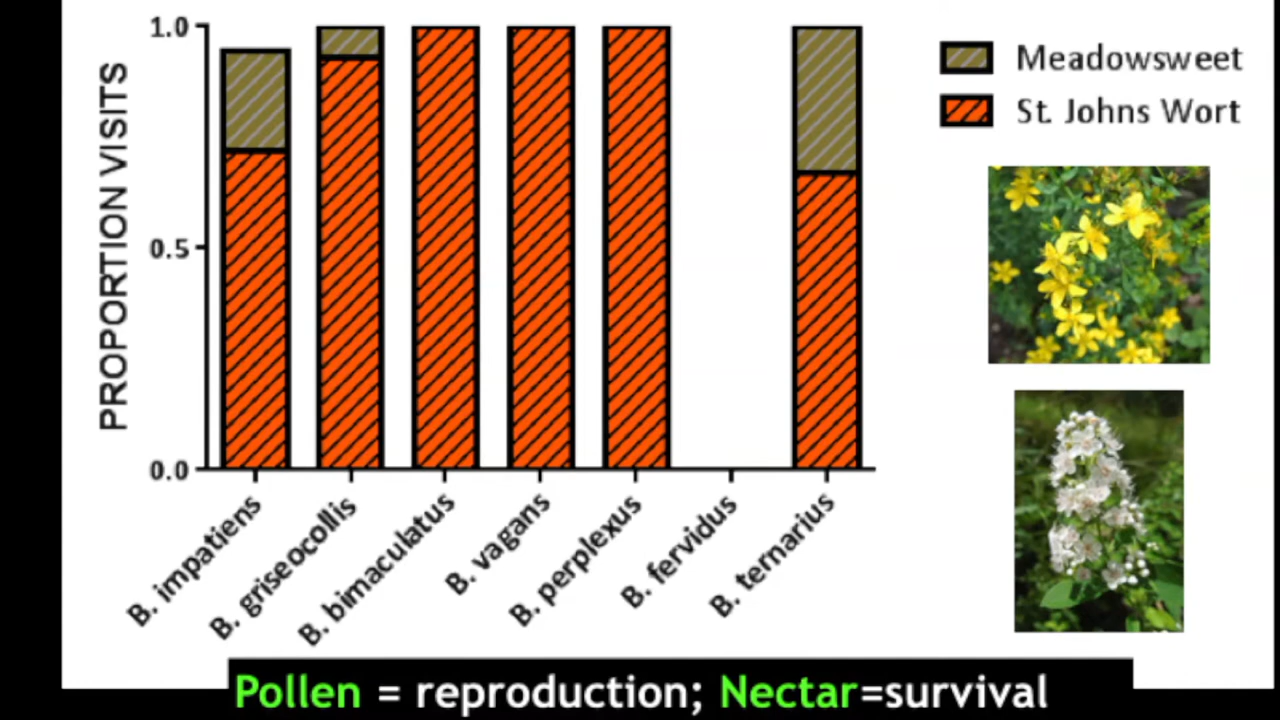 PROPORTION VISITS
1.0
0.5
0.0
B. impatiens
B. griseocollis
B. bimaculatus
B. vagans
B. perplexus
B. fervidus
B. ternarius
Meadowsweet
St. Johns Wort
Pollen = reproduction; Nectar=survival